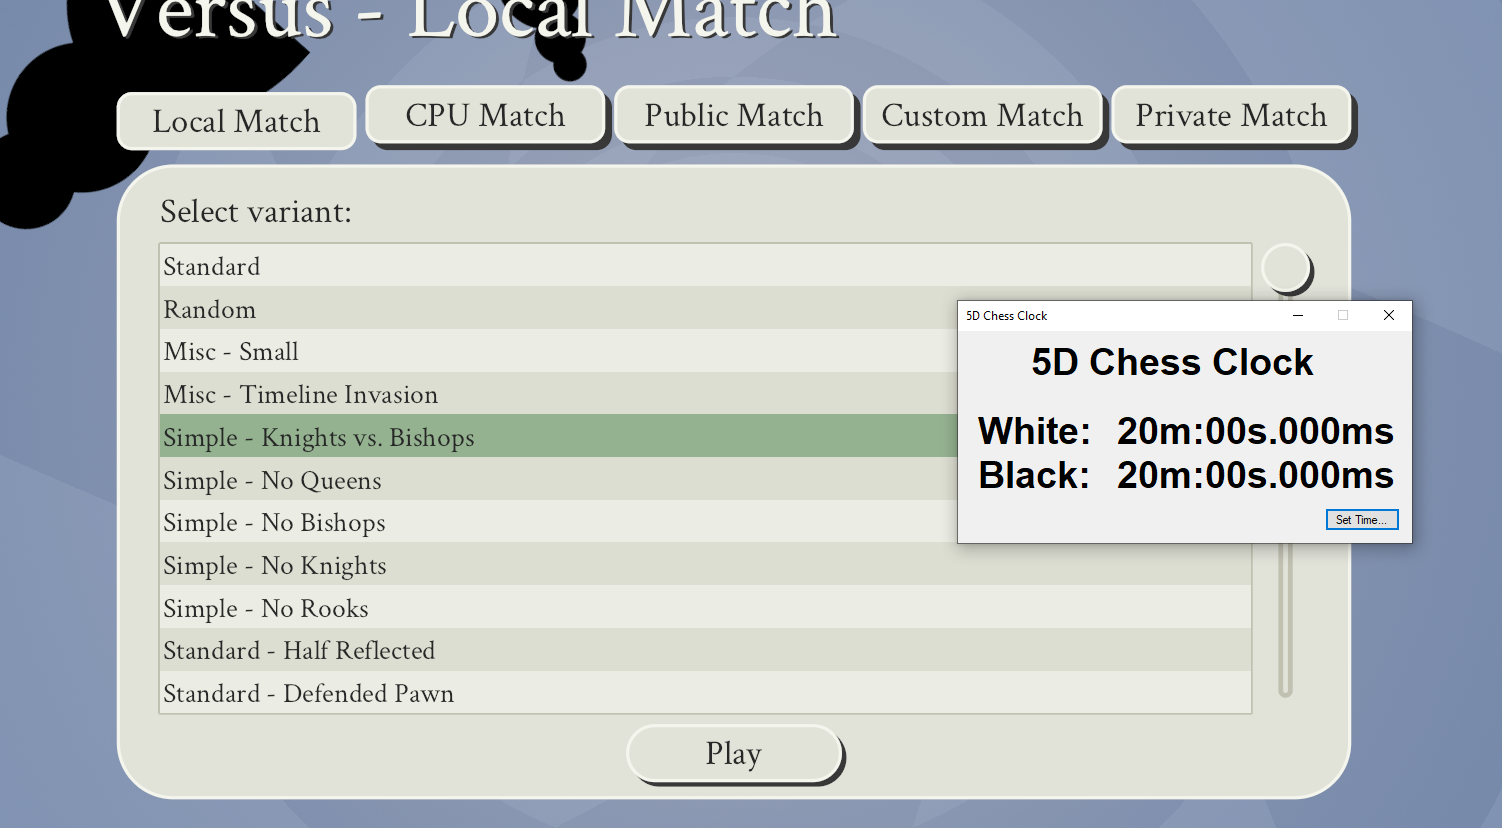 Versus - Local Match
Local Match
CPU Match
Public Match
Custom Match
Private Match
Select variant:
Standard
Random
Misc - Small
Misc - Timeline Invasion
Simple - Knights vs. Bishops
Simple - No Queens
Simple - No Bishops
Simple - No Knights
Simple - No Rooks
Standard - Half Reflected
Standard - Defended Pawn
Play
5D Chess Clock
5D Chess Clock
White: 20m:00s.000ms
Black: 20m:00s.000ms
Set Time...